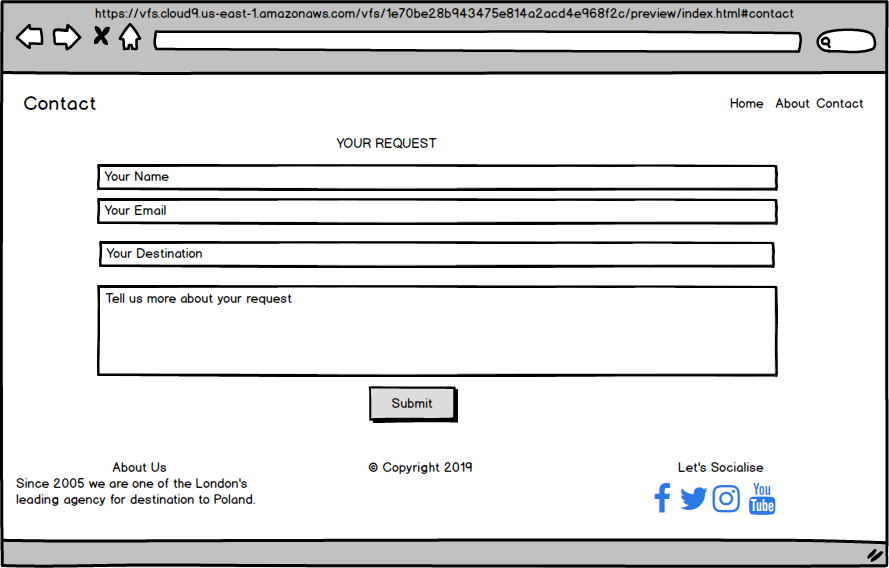 https://vfs.cloud9.us-east-1.amazonaws.com/vfs/1e70be28b943475e814a2acd4e968f2c/preview/index.html#contact
Contact
Home About Contact
YOUR REQUEST
Your Name
Your Email
Your Destination
Tell us more about your request
Submit
About Us
Since 2005 we are one of the London's
leading agency for destination to Poland.
© Copyright 2019
Let's Socialise
You
Tube